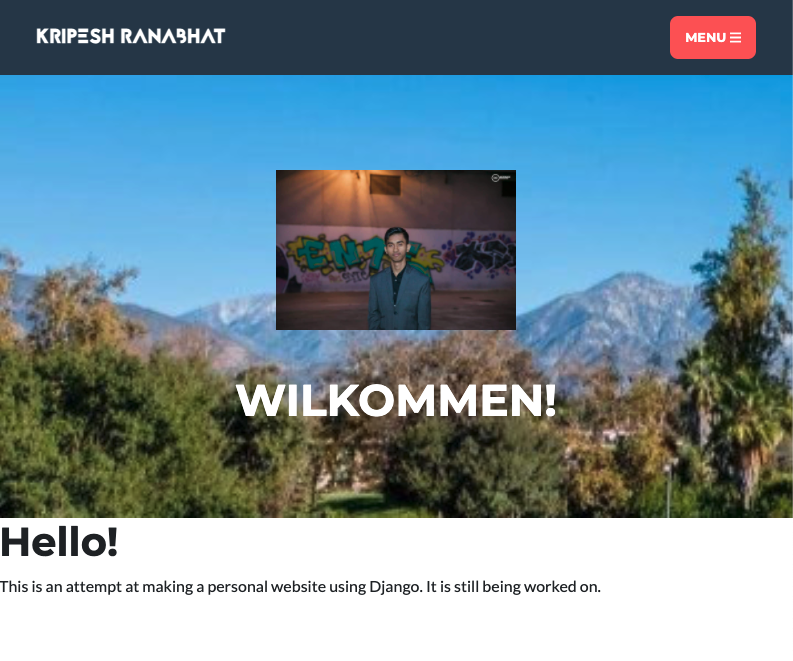 KRIPESH RANABHAT
MENU
WILKOMMEN!
Hello!
This is an attempt at making a personal website using Django. It is still being worked on.